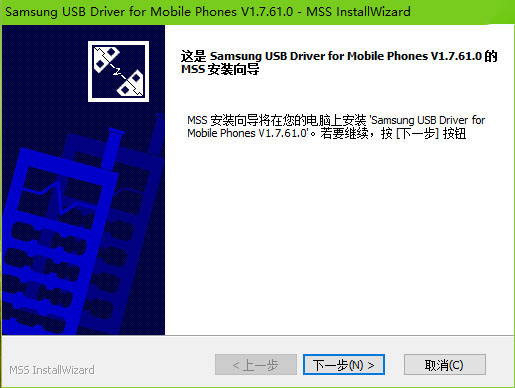 Samsung USB Driver for Mobile Phones V1.7.61.0 - MSS InstallWizard
这是 Samsung USB Driver for Mobile Phones V1.7.61.0 的
MSS 安装向导
MSS 安装向导将在您的电脑上安装 'Samsung USB Driver for
Mobile Phones V1.7.61.0'。若要继续，按 [下一步] 按钮
MSS InstallWizard
< 上一步
下一步(N) >
取消(C)